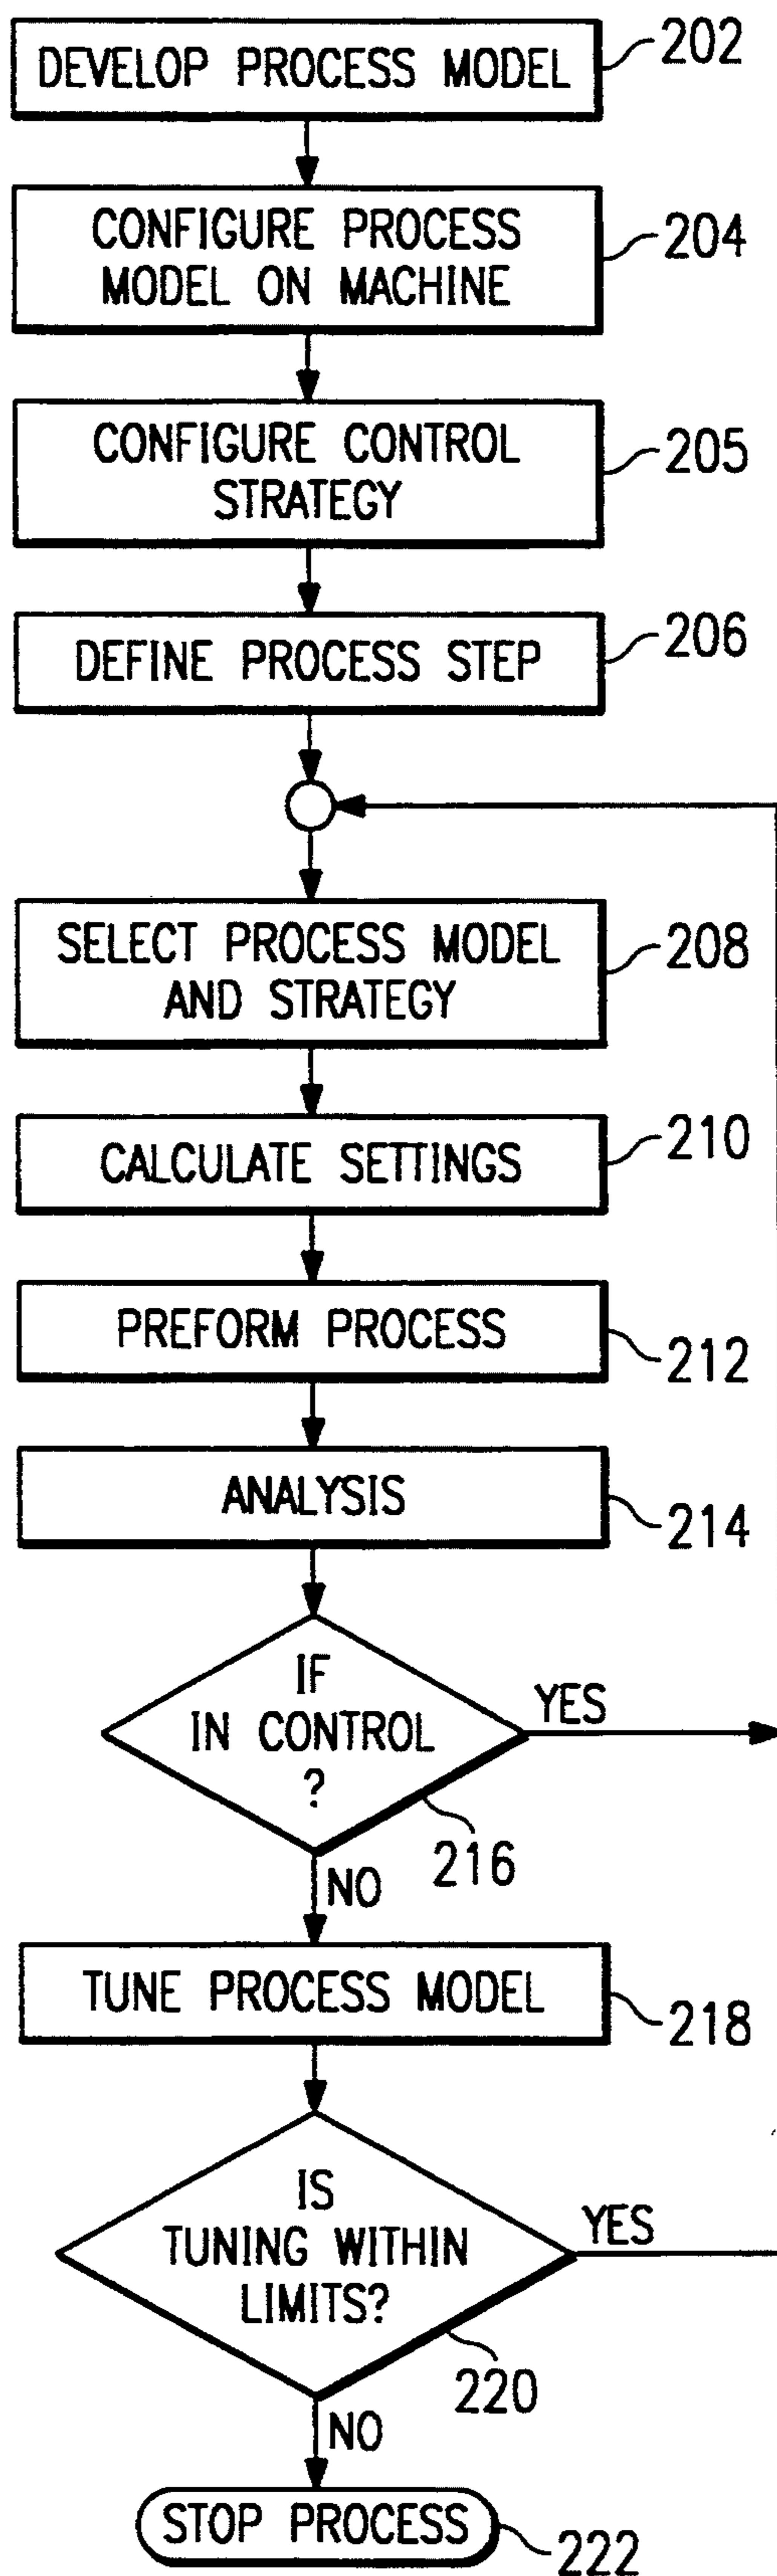 DEVELOP PROCESS MODEL
202
CONFIGURE PROCESS
MODEL ON MACHINE
204
CONFIGURE CONTROL
STRATEGY
205
DEFINE PROCESS STEP
206
SELECT PROCESS MODEL
AND STRATEGY
208
CALCULATE SETTINGS
210
PREFORM PROCESS
212
ANALYSIS
214
IF
IN CONTROL
?
YES
216
NO
TUNE PROCESS MODEL
218
IS
TUNING WITHIN
LIMITS?
YES
220
NO
STOP PROCESS
222